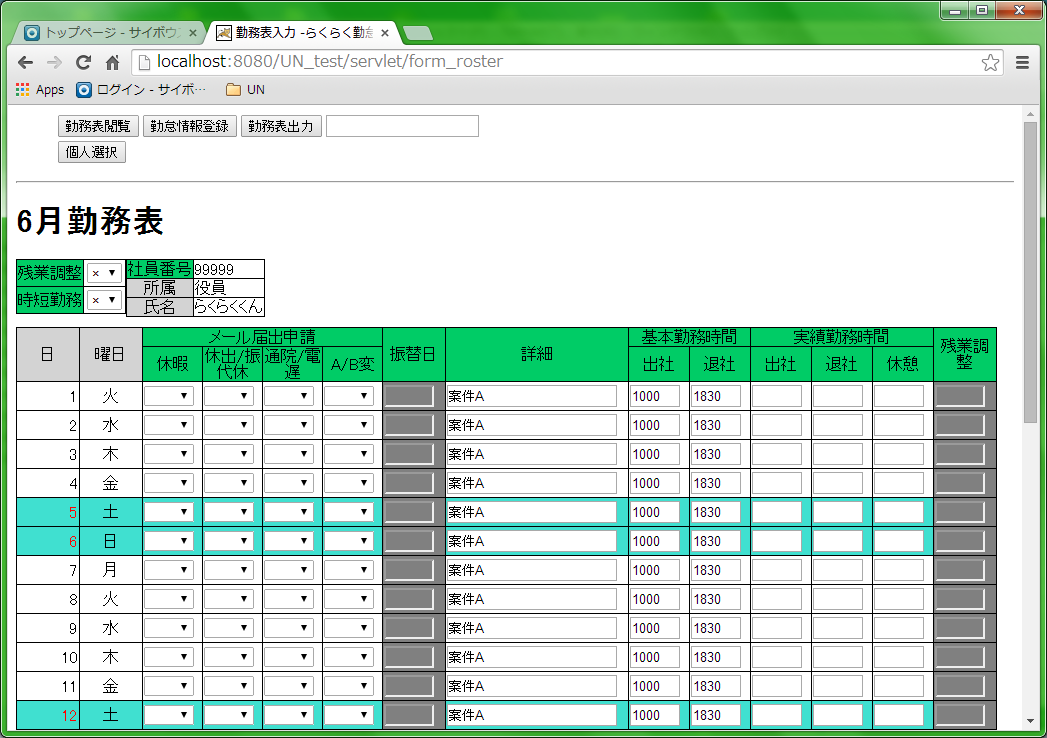 トップページ - サイボウズ
勤務表入力 -らくらく勤怠
localhost:8080/UN_test/servlet/form_roster
Apps ログイン - サイボ… UN
勤務表閲覧 勤怠情報登録 勤務表出力
個人選択
6月勤務表
残業調整 × 社員番号 99999
時短勤務 × 所属 役員
氏名 らくらくくん
日 曜日 メール届出申請 振替日 詳細 基本勤務時間 実績勤務時間 残業調整
休暇 休出/振代休 通院/電遅 A/B変 出社 退社 出社 退社 休憩
1 火 案件A 1000 1830
2 水 案件A 1000 1830
3 木 案件A 1000 1830
4 金 案件A 1000 1830
5 土 案件A 1000 1830
6 日 案件A 1000 1830
7 月 案件A 1000 1830
8 火 案件A 1000 1830
9 水 案件A 1000 1830
10 木 案件A 1000 1830
11 金 案件A 1000 1830
12 土 案件A 1000 1830